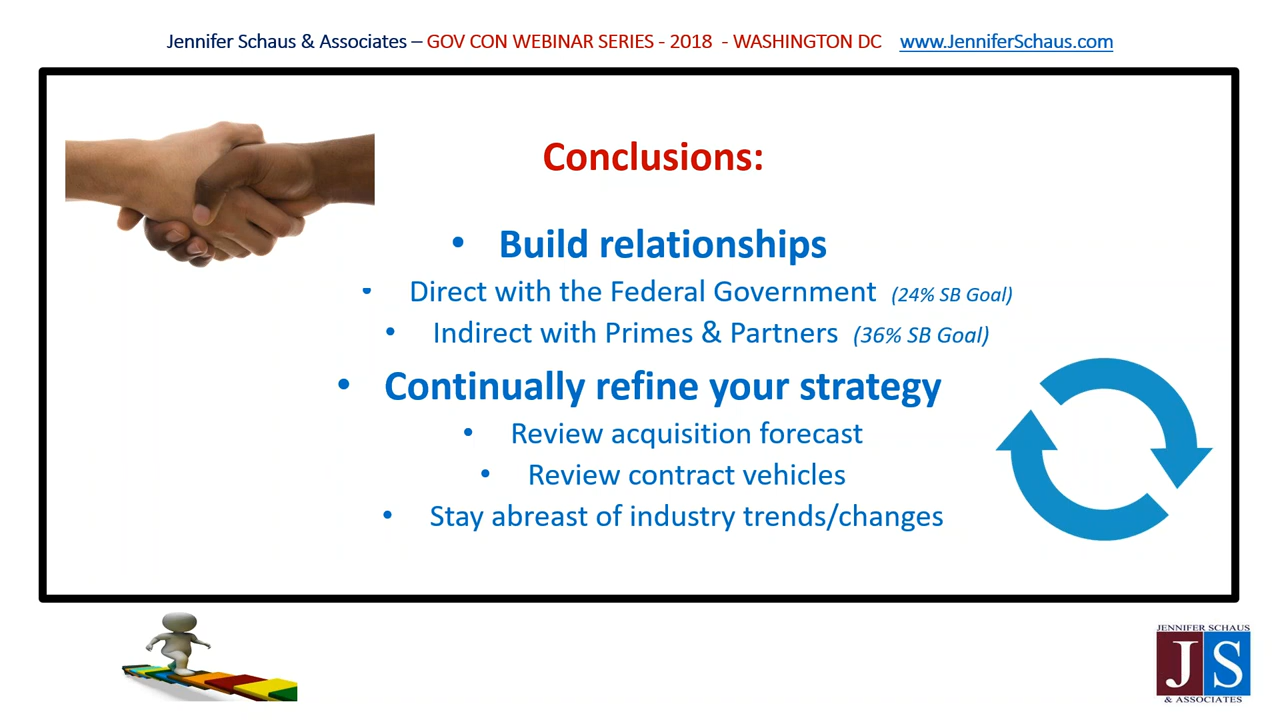 Jennifer Schaus & Associates – GOV CON WEBINAR SERIES - 2018 - WASHINGTON DC www.JenniferSchaus.com
Conclusions:
• Build relationships
• Direct with the Federal Government (24% SB Goal)
• Indirect with Primes & Partners (36% SB Goal)
• Continually refine your strategy
• Review acquisition forecast
• Review contract vehicles
• Stay abreast of industry trends/changes
JENNIFER SCHAUS
J S
& ASSOCIATES